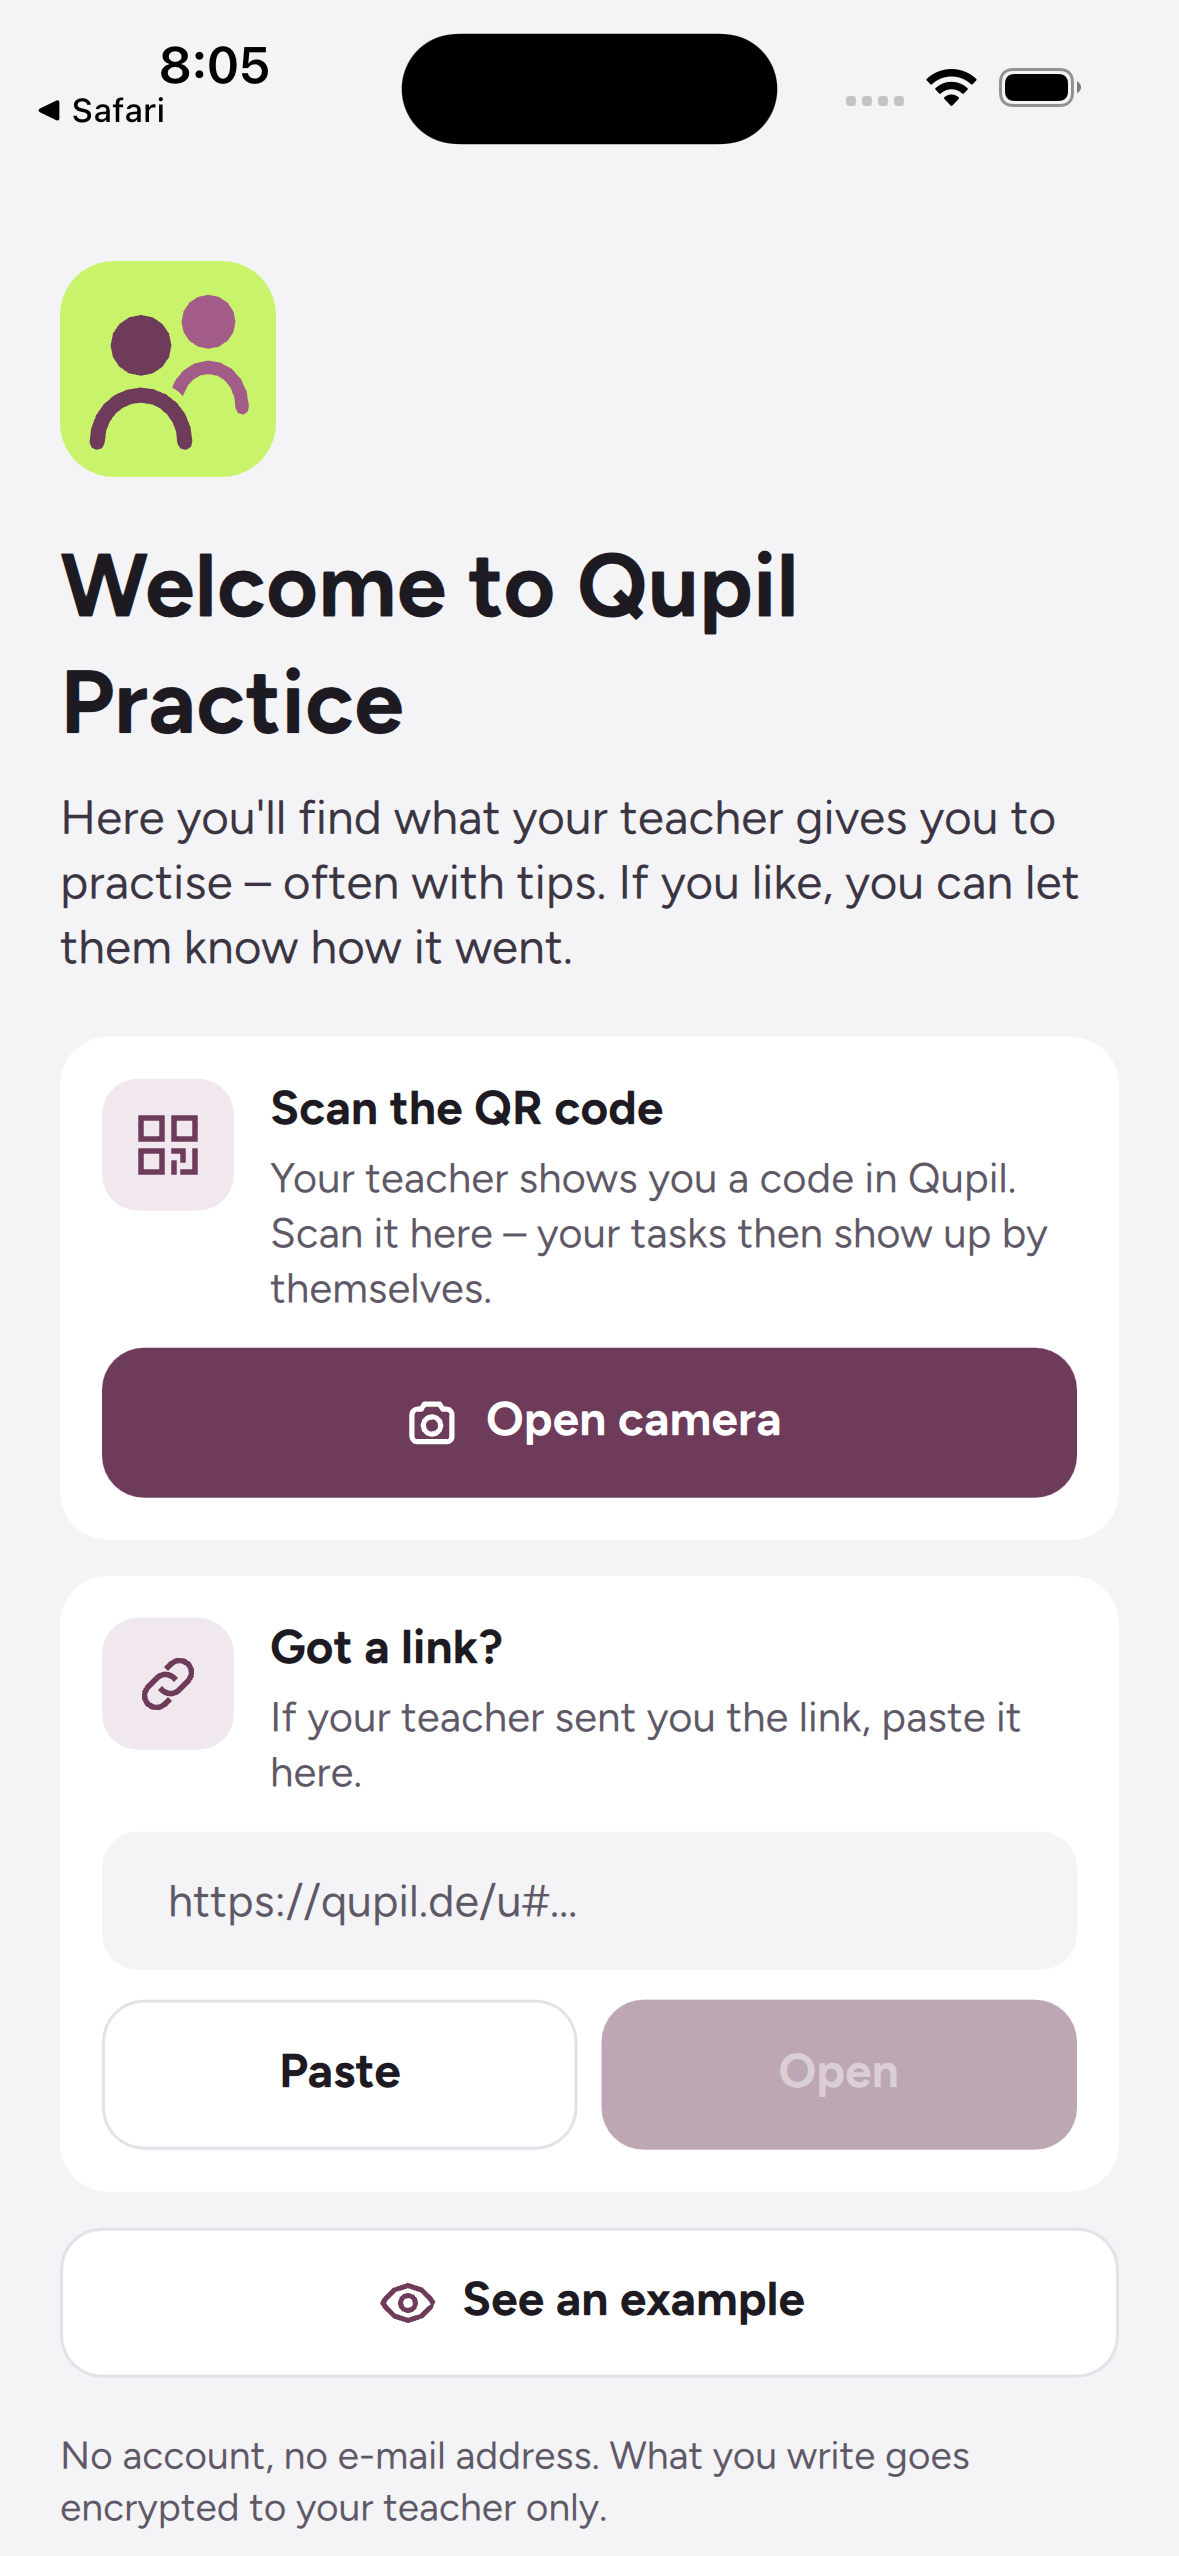 8:05
Safari
Welcome to Qupil
Practice
Here you'll find what your teacher gives you to
practise – often with tips. If you like, you can let
them know how it went.
Scan the QR code
Your teacher shows you a code in Qupil.
Scan it here – your tasks then show up by
themselves.
Open camera
Got a link?
If your teacher sent you the link, paste it
here.
https://qupil.de/u#...
Paste
Open
See an example
No account, no e-mail address. What you write goes
encrypted to your teacher only.